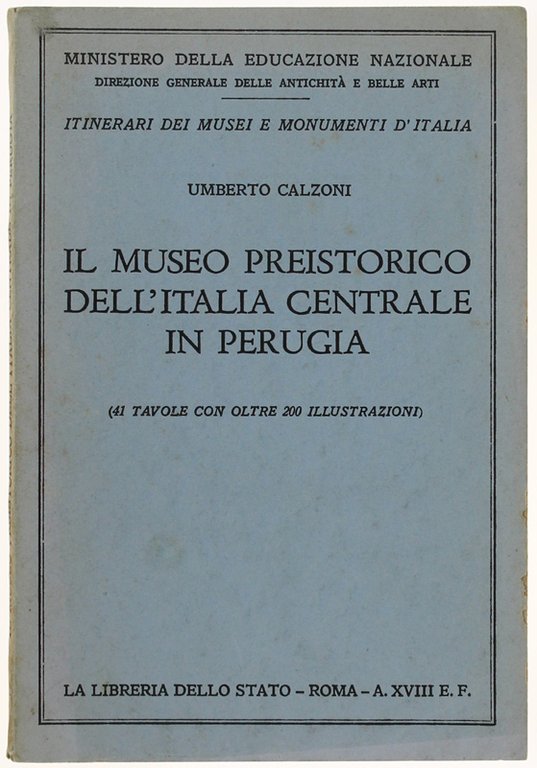 MINISTERO DELLA EDUCAZIONE NAZIONALE
DIREZIONE GENERALE DELLE ANTICHITÀ E BELLE ARTI
ITINERARI DEI MUSEI E MONUMENTI D'ITALIA
UMBERTO CALZONI
IL MUSEO PREISTORICO
DELL'ITALIA CENTRALE
IN PERUGIA
(41 TAVOLE CON OLTRE 200 ILLUSTRAZIONI)
LA LIBRERIA DELLO STATO – ROMA – A. XVIII E. F.